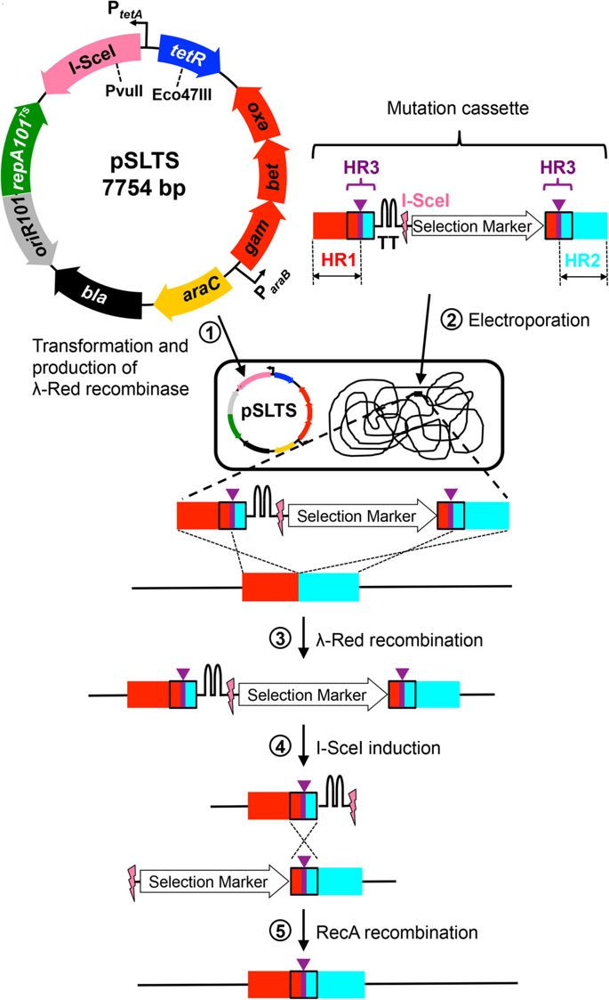 PtetA
I-SceI
tetR
PvuII
Eco47III
repA101TS
exo
pSLTS
7754 bp
bet
oriR101
gam
bla
araC
ParaB
Mutation cassette
HR3
HR3
I-SceI
Selection Marker
TT
HR1
HR2
1
Transformation and
production of
λ-Red recombinase
2 Electroporation
pSLTS
Selection Marker
3 λ-Red recombination
Selection Marker
4 I-SceI induction
Selection Marker
5 RecA recombination